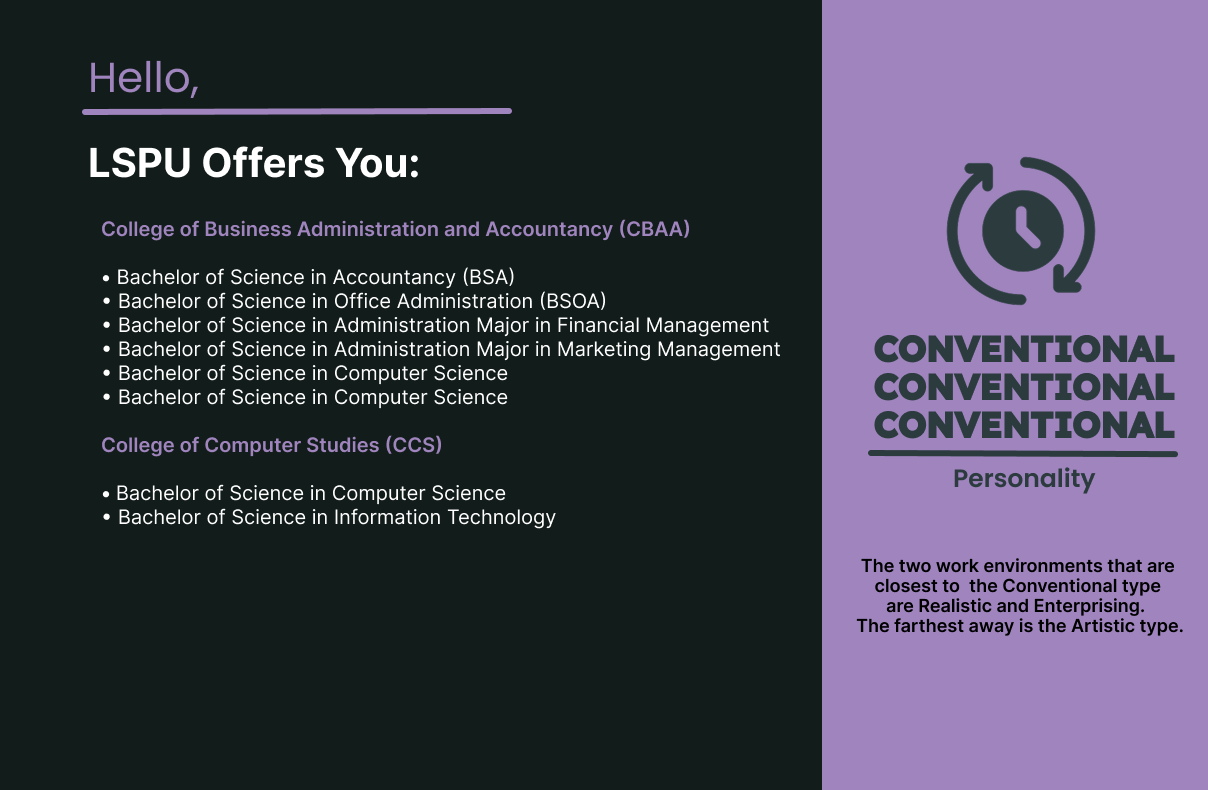 Hello,
LSPU Offers You:
College of Business Administration and Accountancy (CBAA)
• Bachelor of Science in Accountancy (BSA)
• Bachelor of Science in Office Administration (BSOA)
• Bachelor of Science in Administration Major in Financial Management
• Bachelor of Science in Administration Major in Marketing Management
• Bachelor of Science in Computer Science
• Bachelor of Science in Computer Science
College of Computer Studies (CCS)
• Bachelor of Science in Computer Science
• Bachelor of Science in Information Technology
CONVENTIONAL
CONVENTIONAL
CONVENTIONAL
Personality
The two work environments that are
closest to  the Conventional type
are Realistic and Enterprising.
The farthest away is the Artistic type.